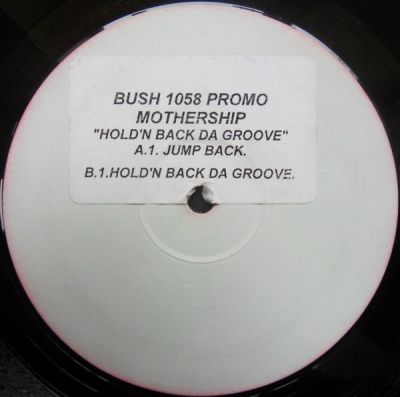 BUSH 1058 PROMO
MOTHERSHIP
"HOLD'N BACK DA GROOVE"
A.1. JUMP BACK.
B.1.HOLD'N BACK DA GROOVE.